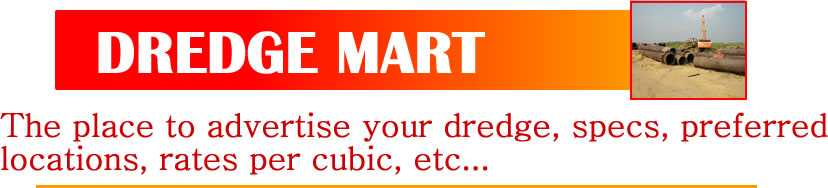 DREDGE MART
The place to advertise your dredge, specs, preferred
locations, rates per cubic, etc...